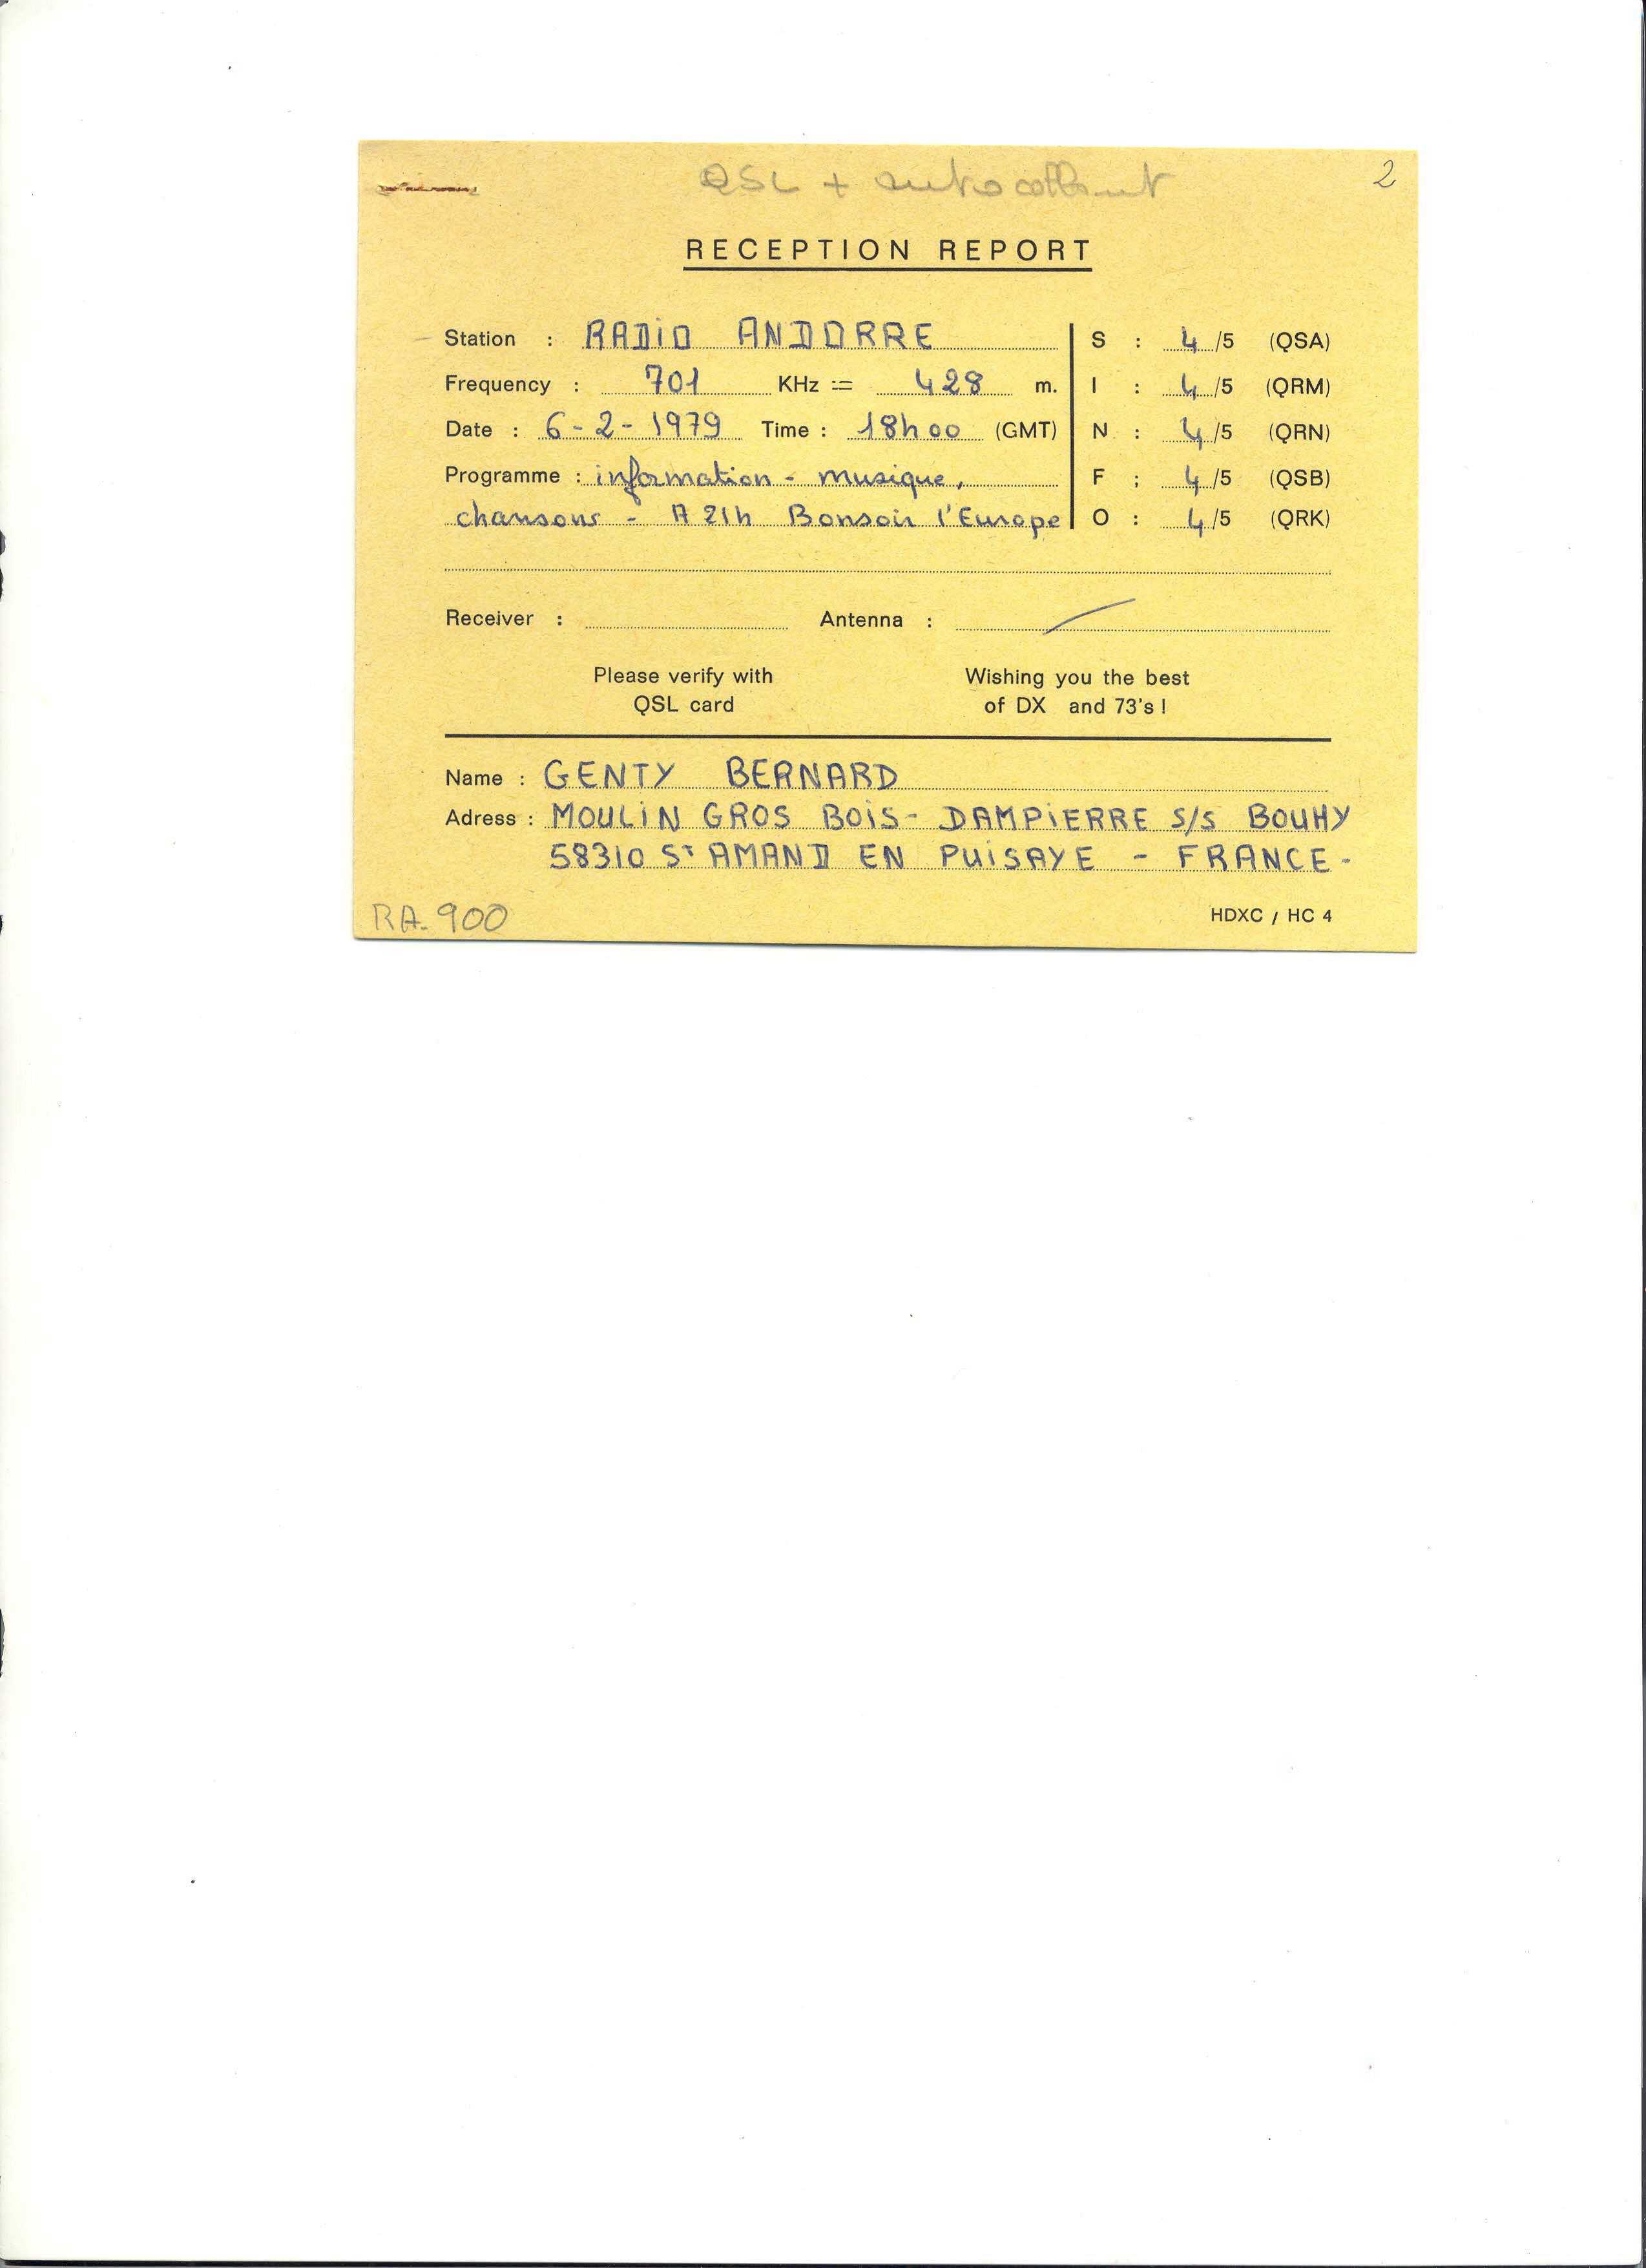 QSL + autocollant
2
RECEPTION REPORT
Station : RADIO ANDORRE
S : 4/5 (QSA)
Frequency : 701 KHz = 428 m.
I : 4/5 (QRM)
Date : 6-2-1979 Time : 18h00 (GMT)
N : 4/5 (QRN)
Programme : information - musique,
F ; 4/5 (QSB)
chansons - A 21h Bonsoir l'Europe
O : 4/5 (QRK)
Receiver : Antenna :
Please verify with
QSL card
Wishing you the best
of DX and 73's !
Name : GENTY BERNARD
Adress : MOULIN GROS BOIS - DAMPIERRE S/S BOUHY
58310 St AMAND EN PUISAYE - FRANCE -
RA-900
HDXC / HC 4